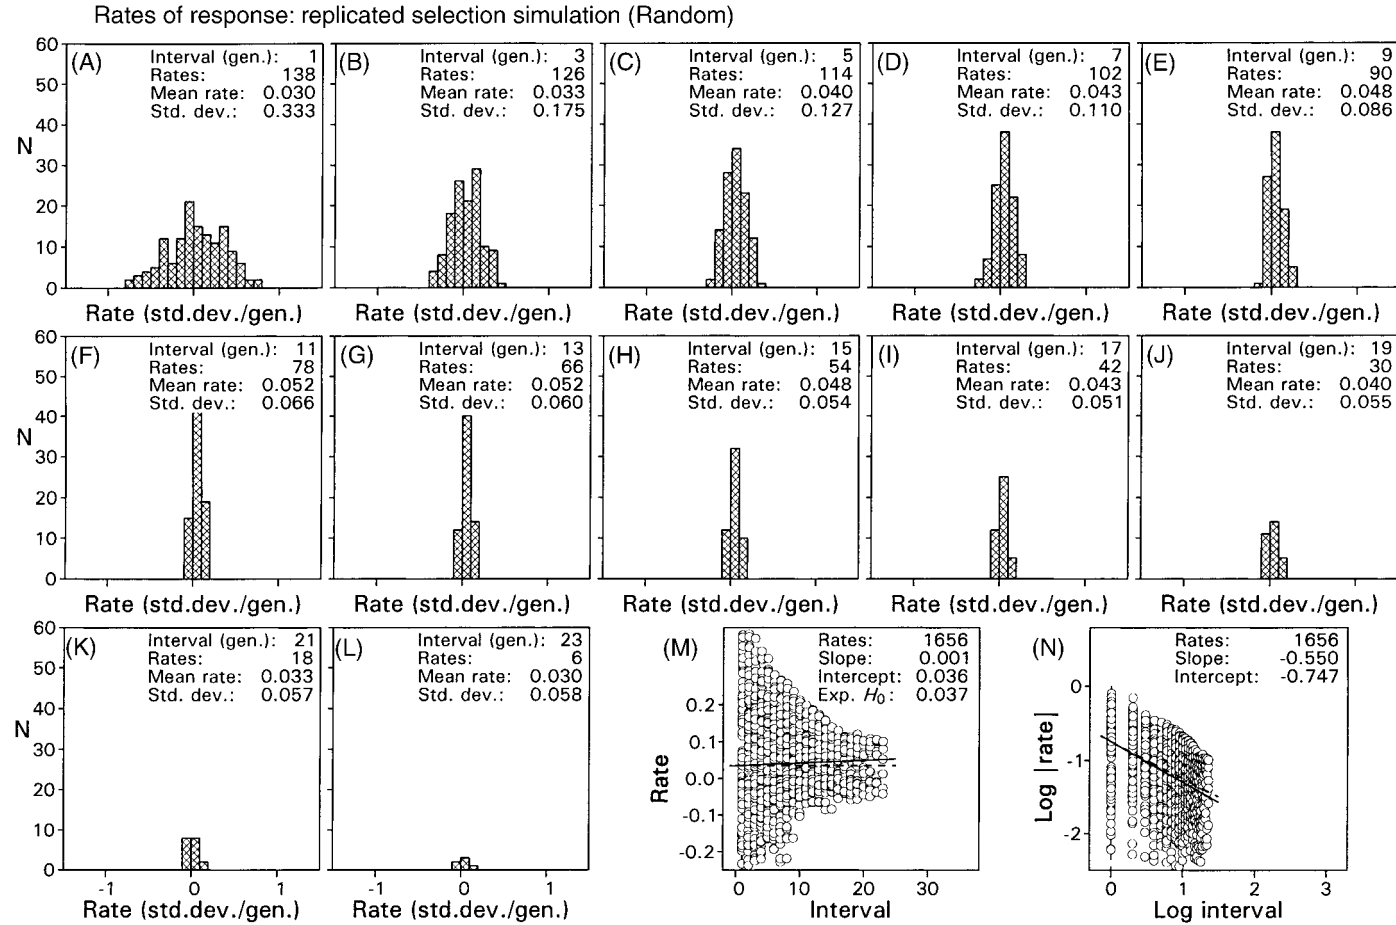 Rates of response: replicated selection simulation (Random)
(A) Interval (gen.): 1
Rates: 138
Mean rate: 0.030
Std. dev.: 0.333
(B) Interval (gen.): 3
Rates: 126
Mean rate: 0.033
Std. dev.: 0.175
(C) Interval (gen.): 5
Rates: 114
Mean rate: 0.040
Std. dev.: 0.127
(D) Interval (gen.): 7
Rates: 102
Mean rate: 0.043
Std. dev.: 0.110
(E) Interval (gen.): 9
Rates: 90
Mean rate: 0.048
Std. dev.: 0.086
60
50
40
N
30
20
10
0
Rate (std.dev./gen.) Rate (std.dev./gen.) Rate (std.dev./gen.) Rate (std.dev./gen.) Rate (std.dev./gen.)
(F) Interval (gen.): 11
Rates: 78
Mean rate: 0.052
Std. dev.: 0.066
(G) Interval (gen.): 13
Rates: 66
Mean rate: 0.052
Std. dev.: 0.060
(H) Interval (gen.): 15
Rates: 54
Mean rate: 0.048
Std. dev.: 0.054
(I) Interval (gen.): 17
Rates: 42
Mean rate: 0.043
Std. dev.: 0.051
(J) Interval (gen.): 19
Rates: 30
Mean rate: 0.040
Std. dev.: 0.055
60
50
40
N
30
20
10
0
Rate (std.dev./gen.) Rate (std.dev./gen.) Rate (std.dev./gen.) Rate (std.dev./gen.) Rate (std.dev./gen.)
(K) Interval (gen.): 21
Rates: 18
Mean rate: 0.033
Std. dev.: 0.057
60
50
40
N
30
20
10
0
-1 0 1
Rate (std.dev./gen.)
(L) Interval (gen.): 23
Rates: 6
Mean rate: 0.030
Std. dev.: 0.058
-1 0 1
Rate (std.dev./gen.)
(M) Rates: 1656
Slope: 0.001
Intercept: 0.036
Exp. H0: 0.037
0.2
0.1
0.0
-0.1
-0.2
Rate
0 10 20 30
Interval
(N) Rates: 1656
Slope: -0.550
Intercept: -0.747
0
-1
-2
Log |rate|
0 1 2 3
Log interval